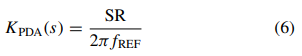 K_PDA(s) = SR / 2π f_REF (6)